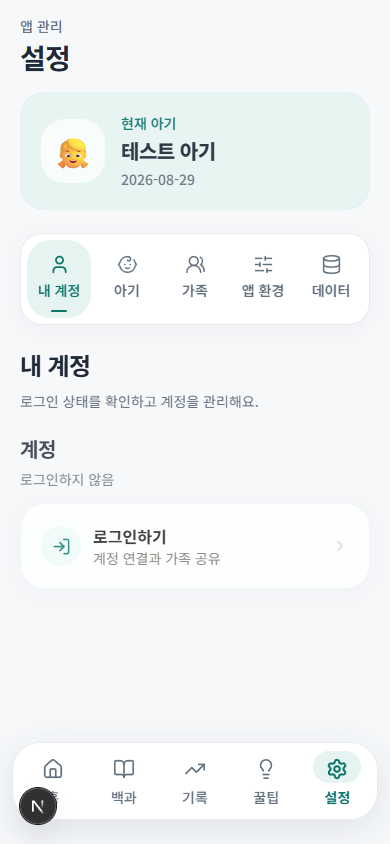 앱 관리
설정
현재 아기
테스트 아기
2026-08-29
내 계정
아기
가족
앱 환경
데이터
내 계정
로그인 상태를 확인하고 계정을 관리해요.
계정
로그인하지 않음
로그인하기
계정 연결과 가족 공유
N
백과
기록
꿀팁
설정